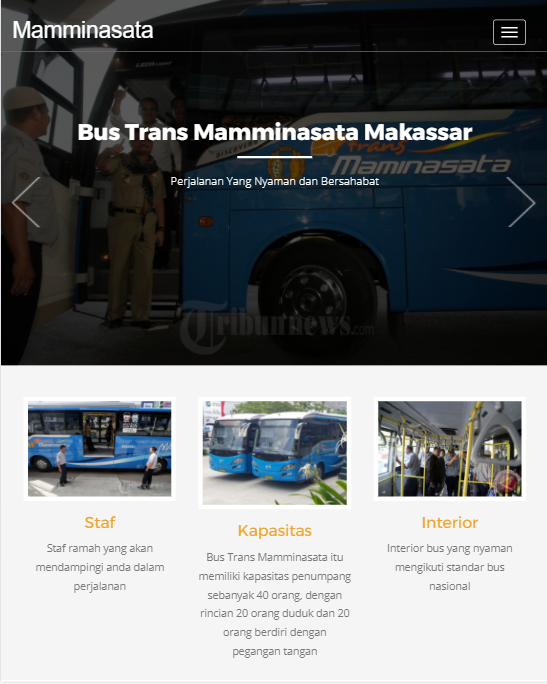 Mamminasata
Bus Trans Mamminasata Makassar
Trans
Maminasata
Perjalanan Yang Nyaman dan Bersahabat
Tribunnews.com
Staf
Staf ramah yang akan
mendampingi anda dalam
perjalanan
Kapasitas
Bus Trans Mamminasata itu
memiliki kapasitas penumpang
sebanyak 40 orang, dengan
rincian 20 orang duduk dan 20
orang berdiri dengan
pegangan tangan
Interior
Interior bus yang nyaman
mengikuti standar bus
nasional